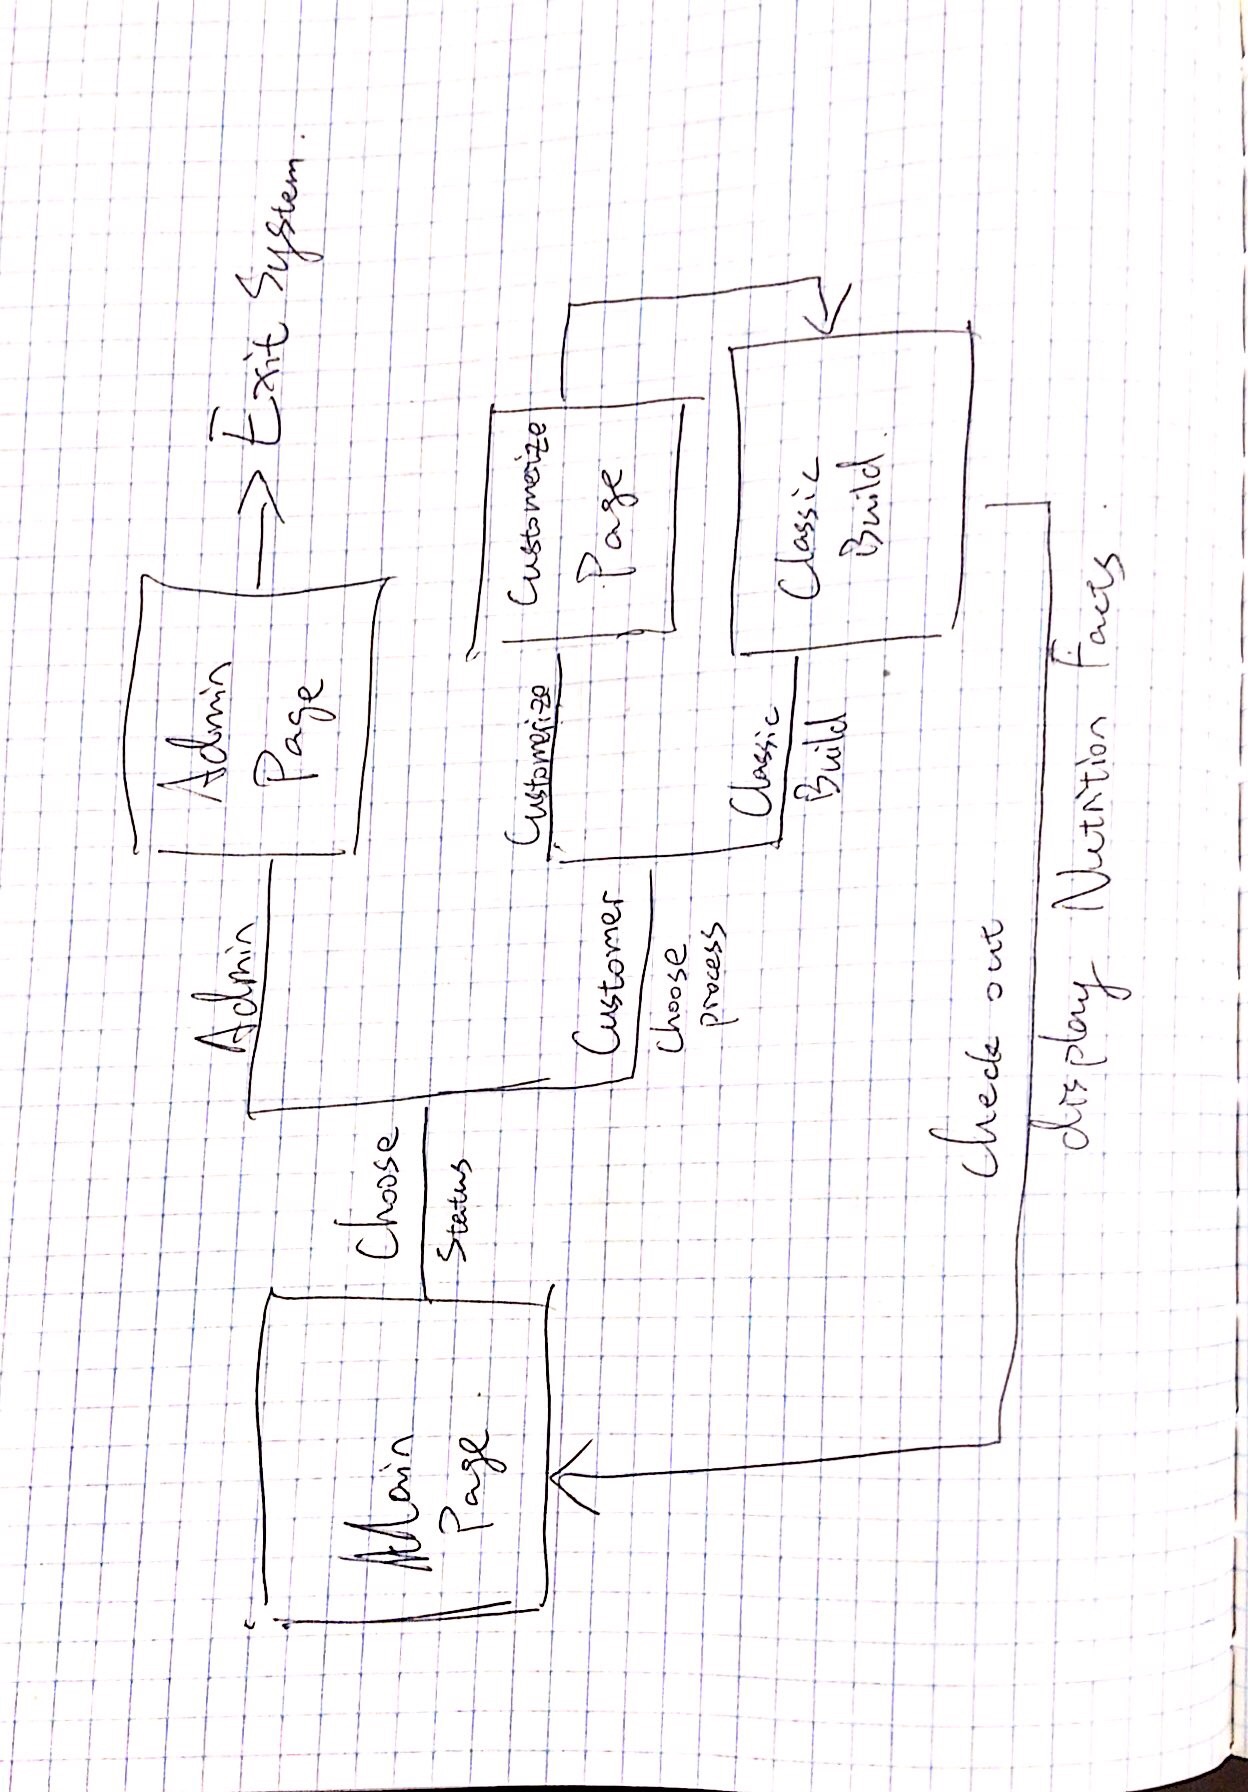 Main
Page.
Choose
Status
Admin
Admin
Page
Exit System.
Customer
Choose
process
Customerize
Customerize
Page
Classic
Build
Classic
Build.
Check out
display Nutrition Facts.